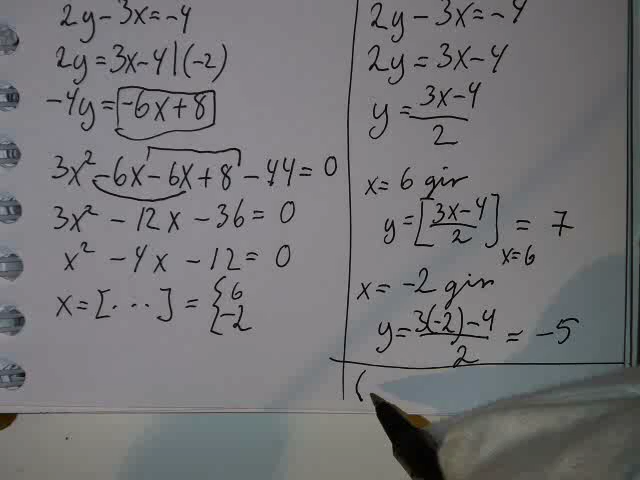 2y - 3x = -4
2y = 3x - 4 | (-2)
-4y = -6x + 8
3x² - 6x - 6x + 8 - 44 = 0
3x² - 12x - 36 = 0
x² - 4x - 12 = 0
x = [...] = { 6
-2
2y - 3x = -4
2y = 3x - 4
y = 3x-4
2
x = 6 gir
y = [3x-4
2] x=6 = 7
x = -2 gir
y = 3(-2)-4
2 = -5
(